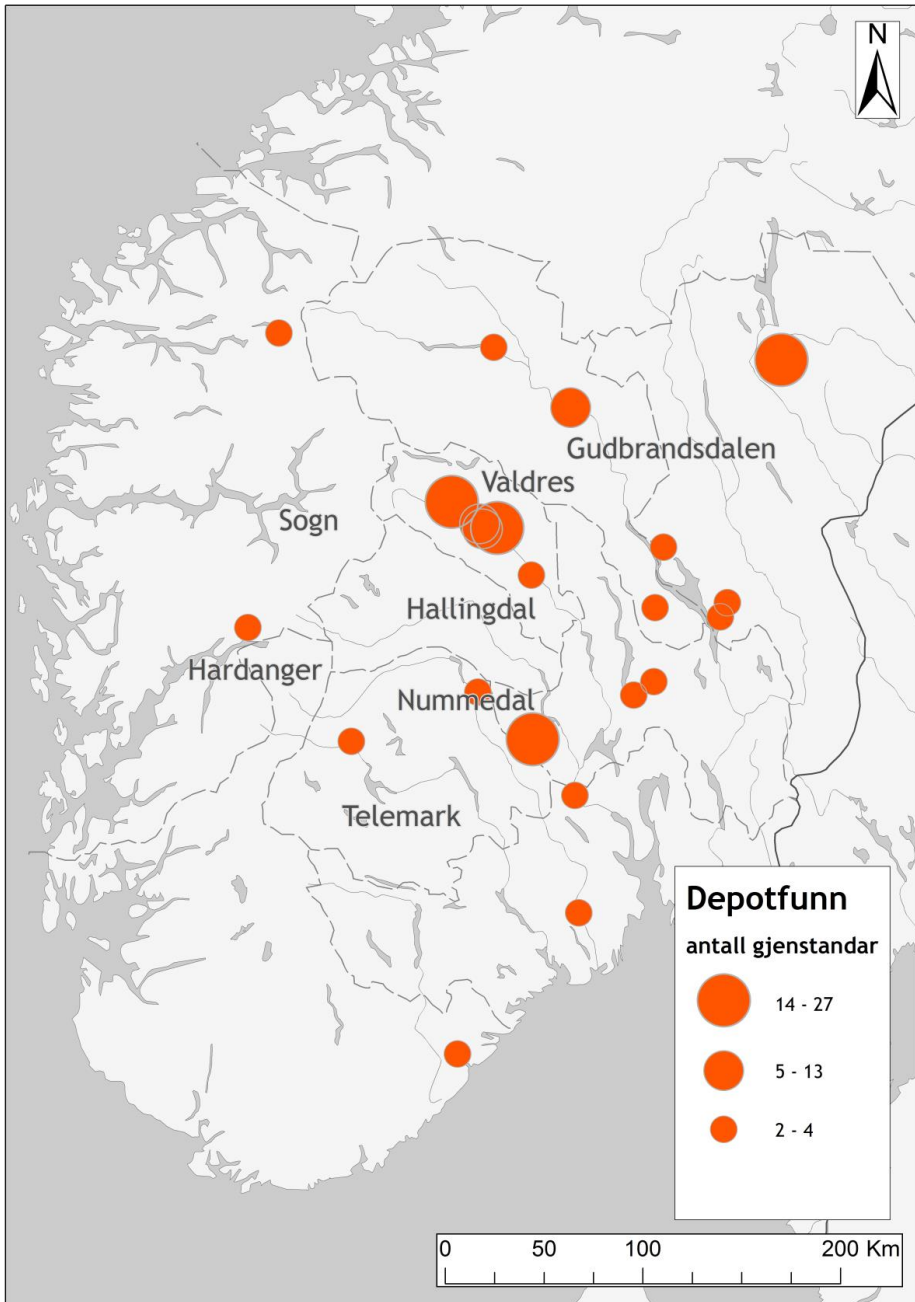 N
Gudbrandsdalen
Valdres
Sogn
Hallingdal
Hardanger
Nummedal
Telemark
Depotfunn
antall gjenstandar
14 - 27
5 - 13
2 - 4
0 50 100 200 Km